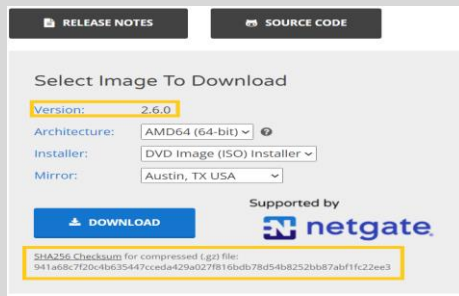 RELEASE NOTES
SOURCE CODE
Select Image To Download
Version: 2.6.0
Architecture: AMD64 (64-bit)
Installer: DVD Image (ISO) Installer
Mirror: Austin, TX USA
Supported by
DOWNLOAD
netgate
SHA256 Checksum for compressed (.gz) file:
941a68c7f20c4b635447cceda429a027f816bdb78d54b8252bb87abf1fc22ee3